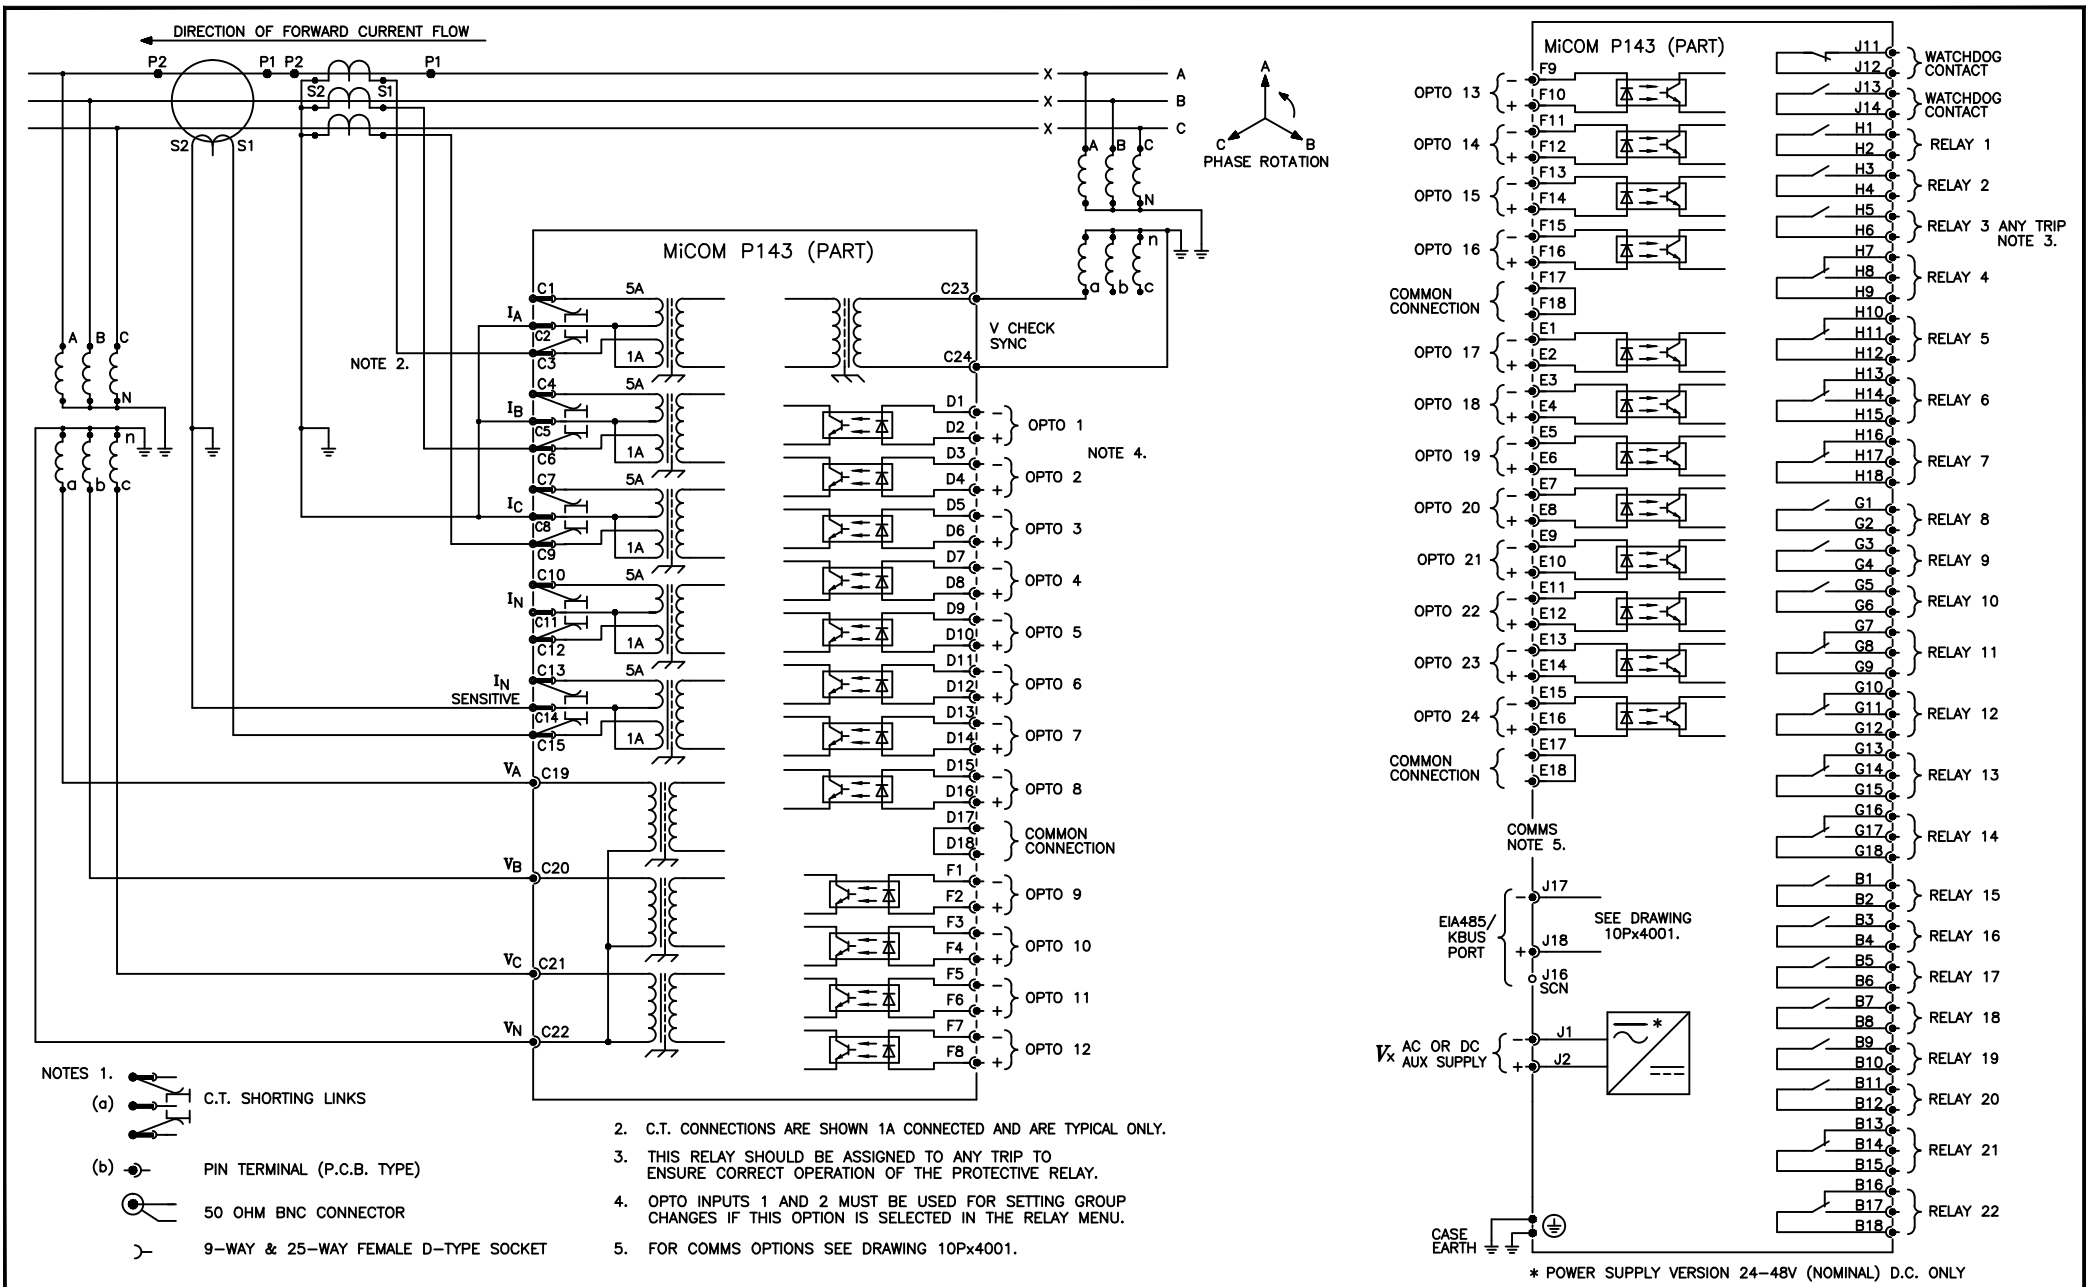 DIRECTION OF FORWARD CURRENT FLOW
P2
P1 P2
P1
S2 S1
S2
S1
X
A
X
B
X
C
A
C
B
PHASE ROTATION
A B C
N
n
a b c
A B C
N
n
a b c
MiCOM P143 (PART)
NOTE 2.
C1
5A
IA
C2
C3
1A
C4
5A
IB
C5
C6
1A
C7
5A
IC
C8
C9
1A
C10
5A
IN
C11
C12
1A
C13
5A
IN
SENSITIVE
C14
C15
1A
VA C19
VB C20
VC C21
VN C22
C23
V CHECK
SYNC
C24
D1 −
D2 +
OPTO 1
NOTE 4.
D3 −
D4 +
OPTO 2
D5 −
D6 +
OPTO 3
D7 −
D8 +
OPTO 4
D9 −
D10 +
OPTO 5
D11 −
D12 +
OPTO 6
D13 −
D14 +
OPTO 7
D15 −
D16 +
OPTO 8
D17
D18
COMMON
CONNECTION
F1 −
F2 +
OPTO 9
F3 −
F4 +
OPTO 10
F5 −
F6 +
OPTO 11
F7 −
F8 +
OPTO 12
NOTES 1.
(a)
C.T. SHORTING LINKS
(b)
PIN TERMINAL (P.C.B. TYPE)
50 OHM BNC CONNECTOR
9-WAY & 25-WAY FEMALE D-TYPE SOCKET
2. C.T. CONNECTIONS ARE SHOWN 1A CONNECTED AND ARE TYPICAL ONLY.
3. THIS RELAY SHOULD BE ASSIGNED TO ANY TRIP TO
ENSURE CORRECT OPERATION OF THE PROTECTIVE RELAY.
4. OPTO INPUTS 1 AND 2 MUST BE USED FOR SETTING GROUP
CHANGES IF THIS OPTION IS SELECTED IN THE RELAY MENU.
5. FOR COMMS OPTIONS SEE DRAWING 10Px4001.
MiCOM P143 (PART)
OPTO 13
− F9
+ F10
OPTO 14
− F11
+ F12
OPTO 15
− F13
+ F14
OPTO 16
− F15
+ F16
COMMON
CONNECTION
F17
F18
OPTO 17
− E1
+ E2
OPTO 18
− E3
+ E4
OPTO 19
− E5
+ E6
OPTO 20
− E7
+ E8
OPTO 21
− E9
+ E10
OPTO 22
− E11
+ E12
OPTO 23
− E13
+ E14
OPTO 24
− E15
+ E16
COMMON
CONNECTION
E17
E18
COMMS
NOTE 5.
EIA485/
KBUS
PORT
− J17
+ J18
J16
SCN
SEE DRAWING
10Px4001.
Vx AC OR DC
AUX SUPPLY
− J1
+ J2
*
CASE
EARTH
J11
J12
WATCHDOG
CONTACT
J13
J14
WATCHDOG
CONTACT
H1
H2
RELAY 1
H3
H4
RELAY 2
H5
H6
RELAY 3 ANY TRIP
NOTE 3.
H7
H8
H9
RELAY 4
H10
H11
H12
RELAY 5
H13
H14
H15
RELAY 6
H16
H17
H18
RELAY 7
G1
G2
RELAY 8
G3
G4
RELAY 9
G5
G6
RELAY 10
G7
G8
G9
RELAY 11
G10
G11
G12
RELAY 12
G13
G14
G15
RELAY 13
G16
G17
G18
RELAY 14
B1
B2
RELAY 15
B3
B4
RELAY 16
B5
B6
RELAY 17
B7
B8
RELAY 18
B9
B10
RELAY 19
B11
B12
RELAY 20
B13
B14
B15
RELAY 21
B16
B17
B18
RELAY 22
* POWER SUPPLY VERSION 24-48V (NOMINAL) D.C. ONLY